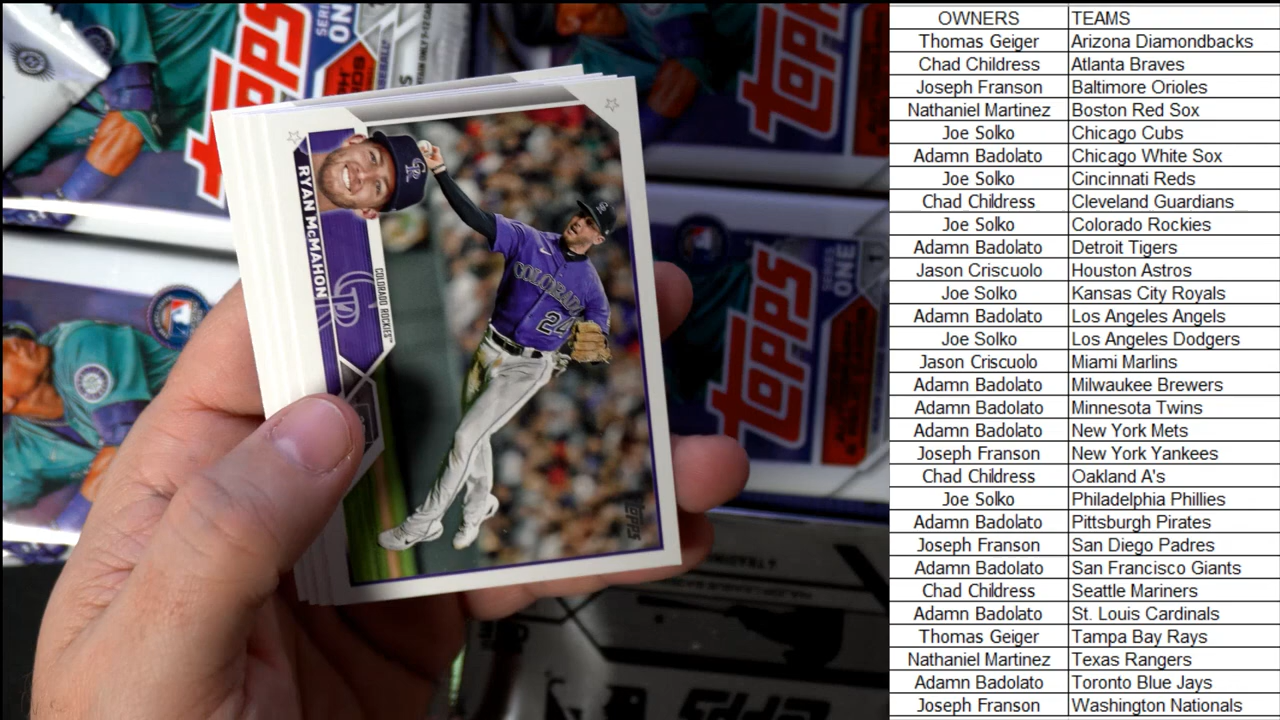 OWNERS TEAMS
Thomas Geiger Arizona Diamondbacks
Chad Childress Atlanta Braves
Joseph Franson Baltimore Orioles
Nathaniel Martinez Boston Red Sox
Joe Solko Chicago Cubs
Adamn Badolato Chicago White Sox
Joe Solko Cincinnati Reds
Chad Childress Cleveland Guardians
Joe Solko Colorado Rockies
Adamn Badolato Detroit Tigers
Jason Criscuolo Houston Astros
Joe Solko Kansas City Royals
Adamn Badolato Los Angeles Angels
Joe Solko Los Angeles Dodgers
Jason Criscuolo Miami Marlins
Adamn Badolato Milwaukee Brewers
Adamn Badolato Minnesota Twins
Adamn Badolato New York Mets
Joseph Franson New York Yankees
Chad Childress Oakland A's
Joe Solko Philadelphia Phillies
Adamn Badolato Pittsburgh Pirates
Joseph Franson San Diego Padres
Adamn Badolato San Francisco Giants
Chad Childress Seattle Mariners
Adamn Badolato St. Louis Cardinals
Thomas Geiger Tampa Bay Rays
Nathaniel Martinez Texas Rangers
Adamn Badolato Toronto Blue Jays
Joseph Franson Washington Nationals
RYAN McMAHON
COLORADO ROCKIES™
COLORADO
24
TOPPS
TOPPS
SERIES
ONE
TOPPS
TOPPS
SERIES
ONE
TOPPS